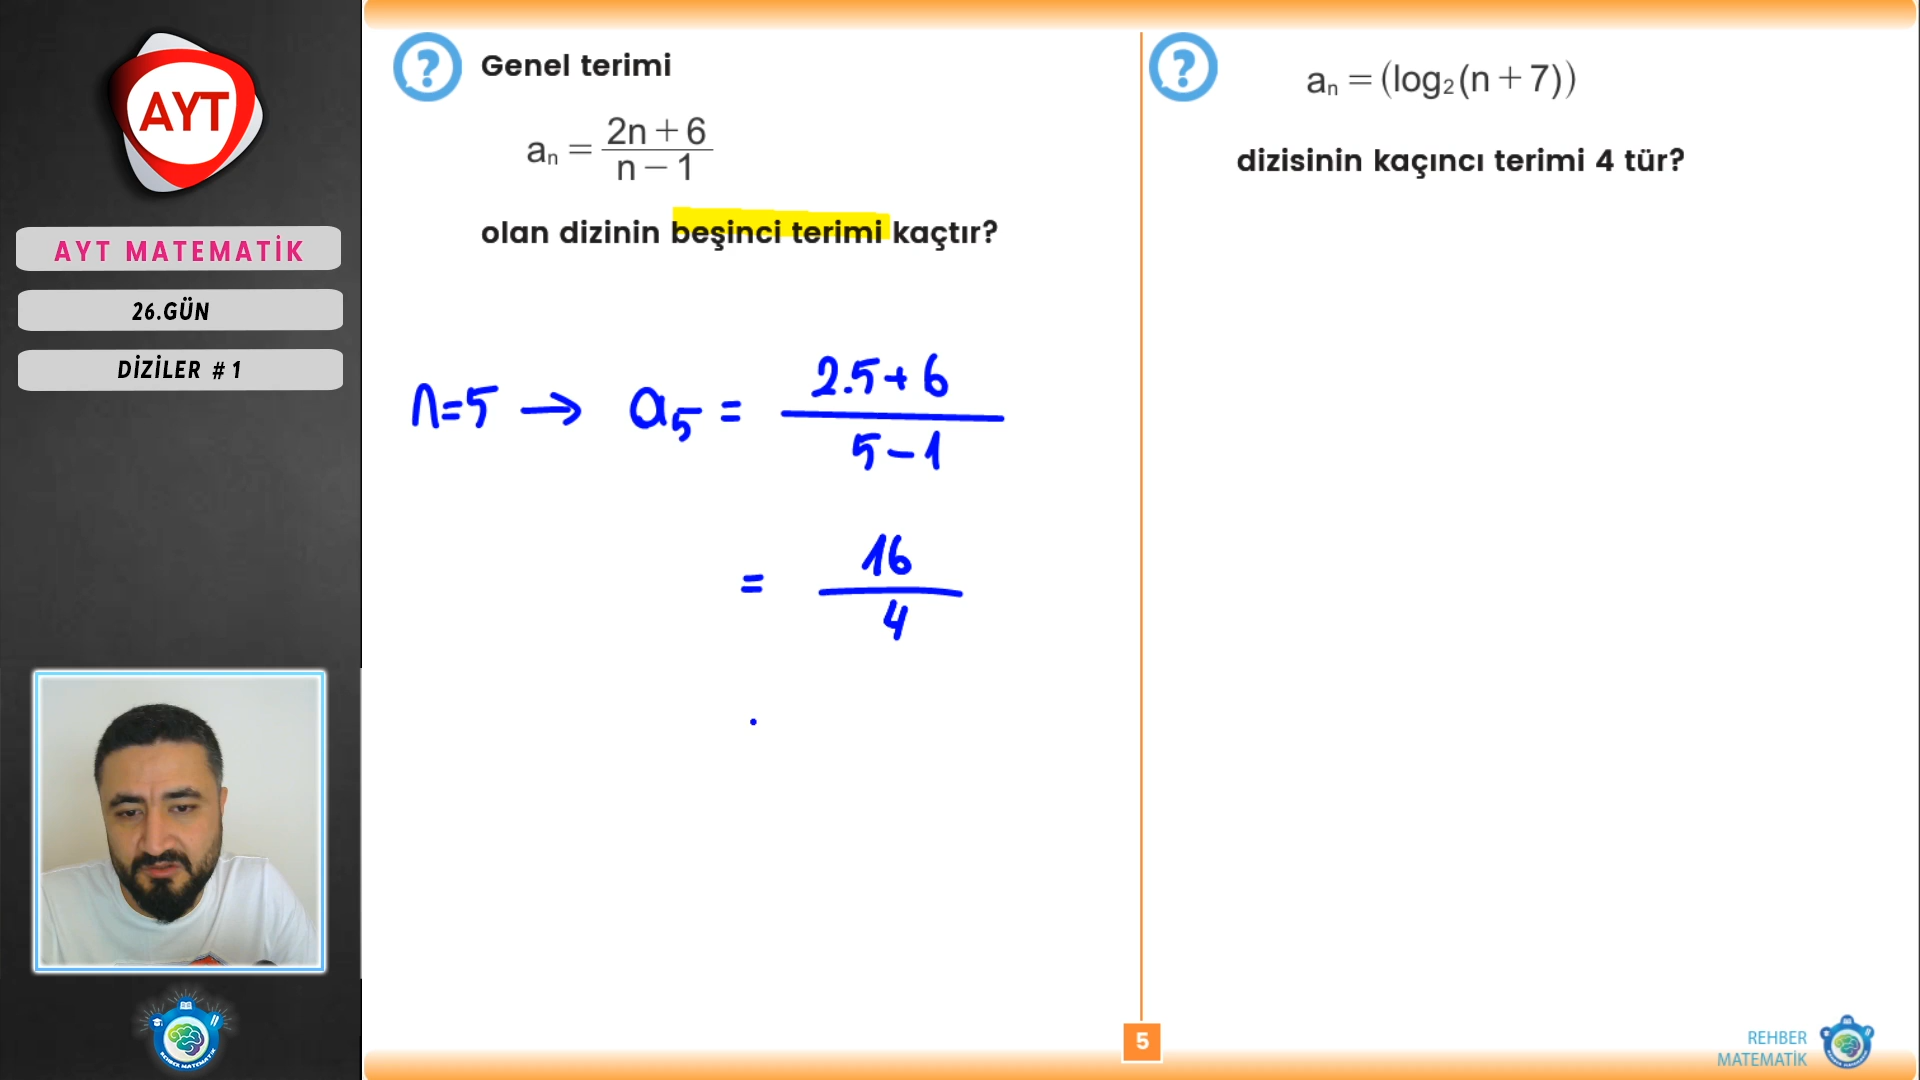 AYT
AYT MATEMATİK
26.GÜN
DİZİLER #1
?
Genel terimi
aₙ = (2n+6)/(n−1)
olan dizinin beşinci terimi kaçtır?
n=5 → a₅ = (2.5+6)/(5−1)
= 16/4
?
aₙ = (log₂(n+7))
dizisinin kaçıncı terimi 4 tür?
5
REHBER
MATEMATİK
REHBER MATEMATİK